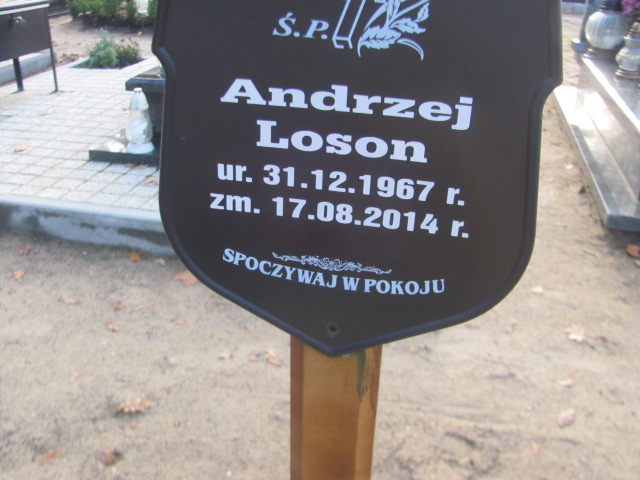 Ś.P.
Andrzej
Loson
ur. 31.12.1967 r.
zm. 17.08.2014 r.
SPOCZYWAJ W POKOJU